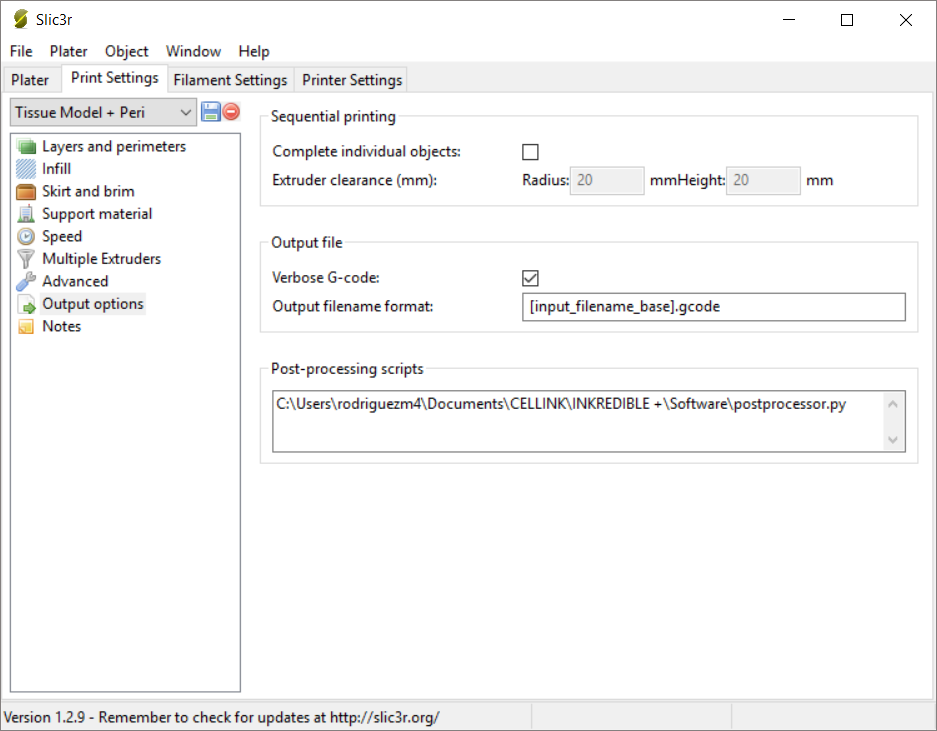 Slic3r
File Plater Object Window Help
Plater Print Settings Filament Settings Printer Settings
Tissue Model + Peri
Layers and perimeters
Infill
Skirt and brim
Support material
Speed
Multiple Extruders
Advanced
Output options
Notes
Sequential printing
Complete individual objects:
Extruder clearance (mm): Radius: 20 mmHeight: 20 mm
Output file
Verbose G-code:
Output filename format: [input_filename_base].gcode
Post-processing scripts
C:\Users\rodriguezm4\Documents\CELLINK\INKREDIBLE +\Software\postprocessor.py
Version 1.2.9 - Remember to check for updates at http://slic3r.org/